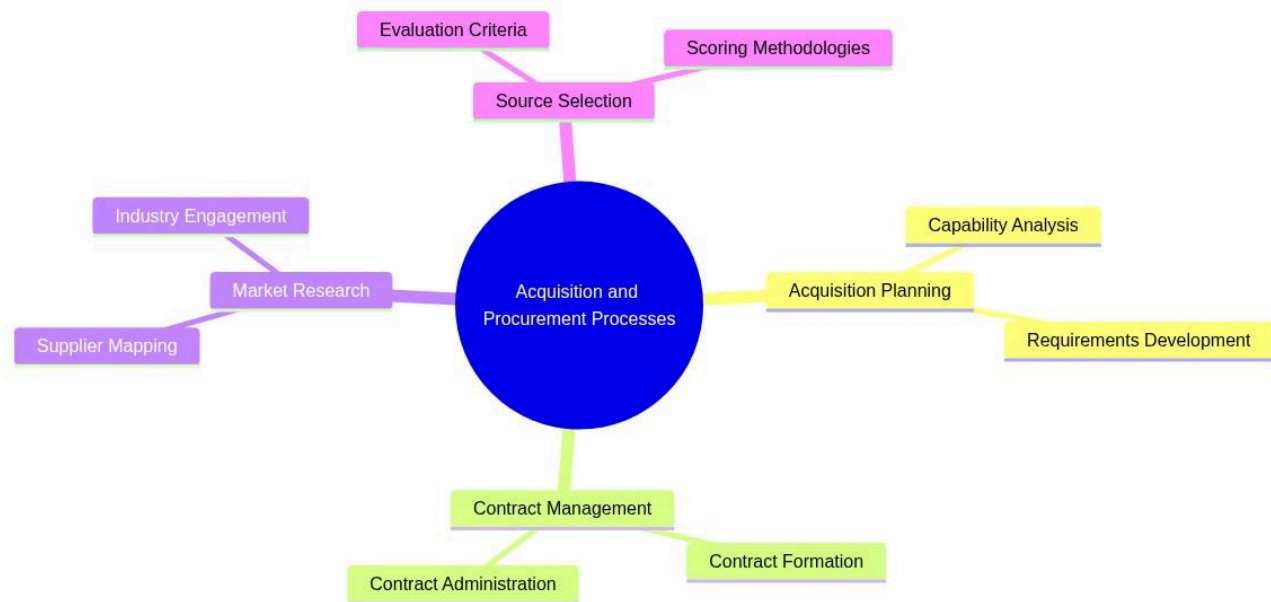 Evaluation Criteria
Scoring Methodologies
Source Selection
Industry Engagement
Capability Analysis
Market Research
Acquisition and
Procurement Processes
Acquisition Planning
Supplier Mapping
Requirements Development
Contract Management
Contract Formation
Contract Administration